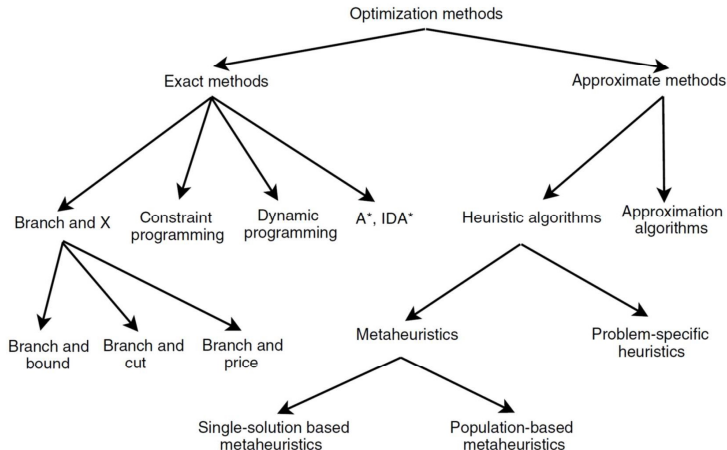 Optimization methods
Exact methods
Approximate methods
Branch and X
Constraint
programming
Dynamic
programming
A*, IDA*
Heuristic algorithms
Approximation
algorithms
Branch and
bound
Branch and
cut
Branch and
price
Metaheuristics
Problem-specific
heuristics
Single-solution based
metaheuristics
Population-based
metaheuristics